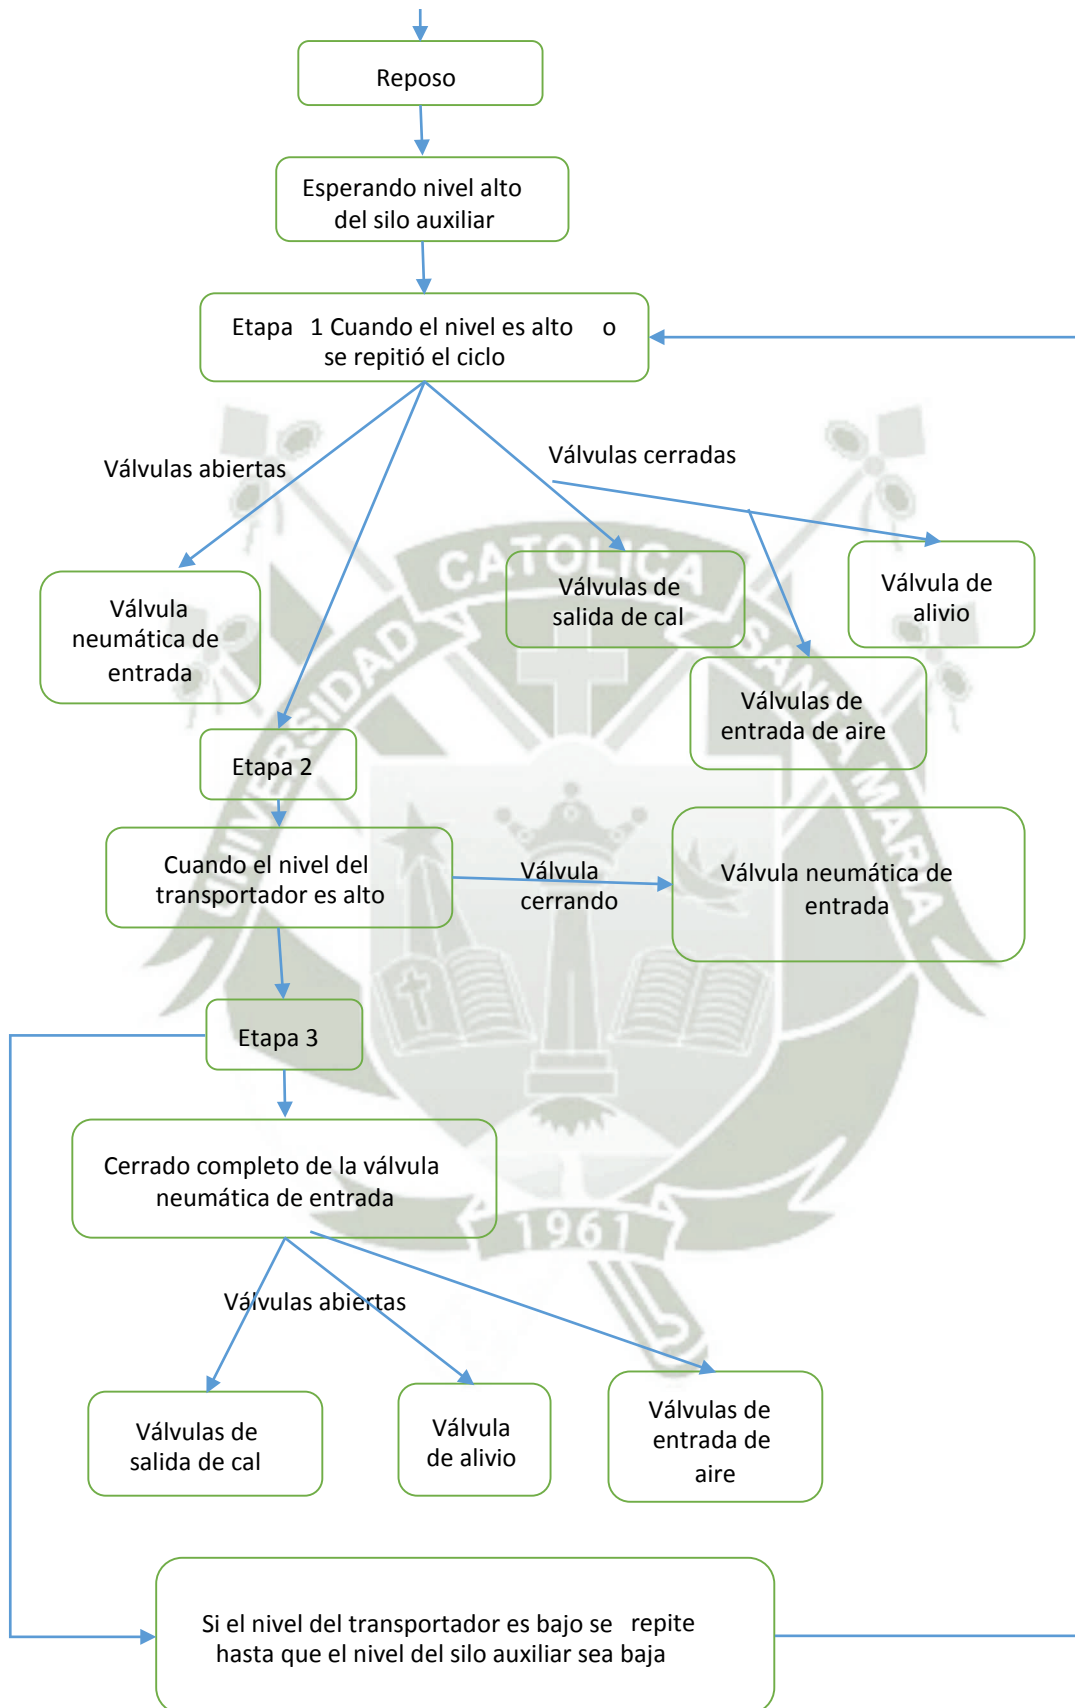 Reposo
Esperando nivel alto
del silo auxiliar
Etapa 1 Cuando el nivel es alto o
se repitió el ciclo
Válvulas abiertas
Válvulas cerradas
Válvula
neumática de
entrada
Válvulas de
salida de cal
Válvula de
alivio
Válvulas de
entrada de aire
Etapa 2
Cuando el nivel del
transportador es alto
Válvula
cerrando
Válvula neumática de
entrada
Etapa 3
Cerrado completo de la válvula
neumática de entrada
Válvulas abiertas
Válvulas de
salida de cal
Válvula
de alivio
Válvulas de
entrada de
aire
Si el nivel del transportador es bajo se repite
hasta que el nivel del silo auxiliar sea baja
UNIVERSIDAD CATOLICA SANTA MARIA
1961